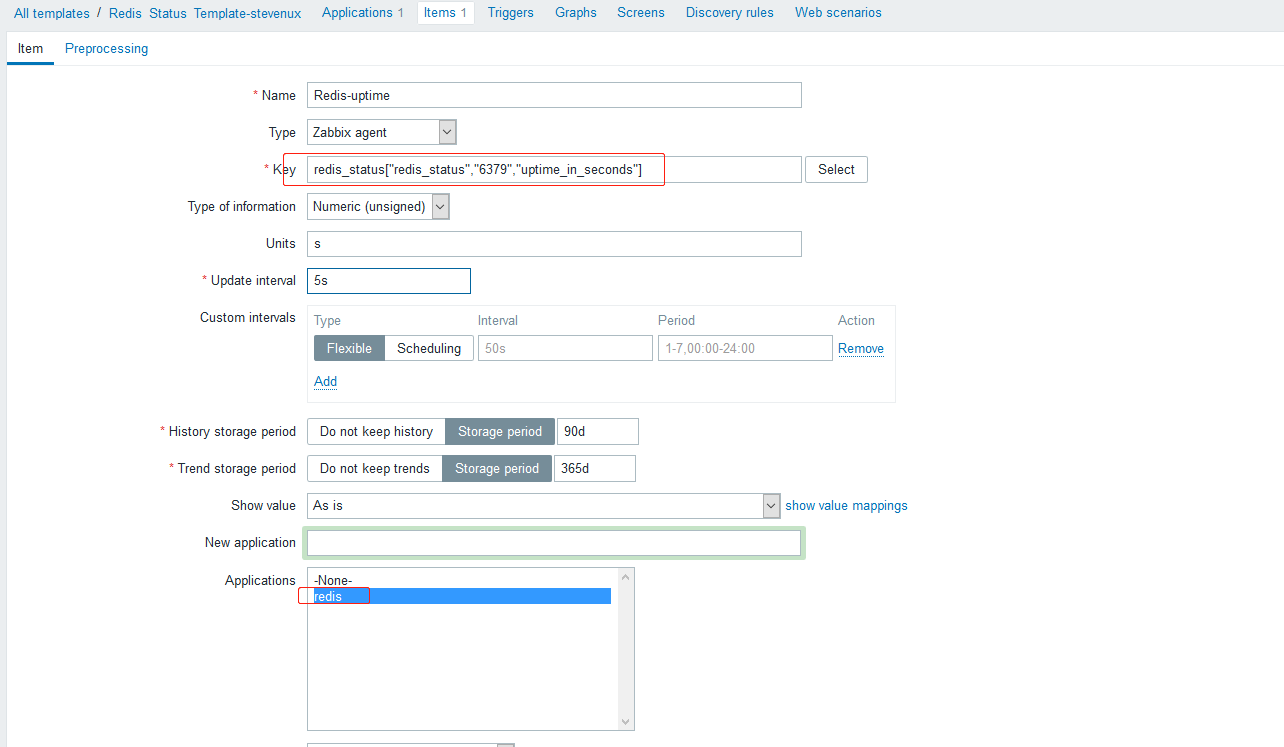 All templates / Redis Status Template-stevenux Applications 1 Items 1 Triggers Graphs Screens Discovery rules Web scenarios
Item Preprocessing
* Name Redis-uptime
Type Zabbix agent
* Key redis_status["redis_status","6379","uptime_in_seconds"] Select
Type of information Numeric (unsigned)
Units s
* Update interval 5s
Custom intervals Type Interval Period Action
Flexible Scheduling 50s 1-7,00:00-24:00 Remove
Add
* History storage period Do not keep history Storage period 90d
* Trend storage period Do not keep trends Storage period 365d
Show value As is show value mappings
New application
Applications -None-
redis